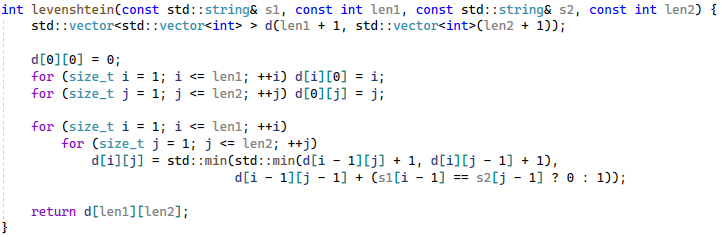 int levenshtein(const std::string& s1, const int len1, const std::string& s2, const int len2) {
    std::vector<std::vector<int> > d(len1 + 1, std::vector<int>(len2 + 1));

    d[0][0] = 0;
    for (size_t i = 1; i <= len1; ++i) d[i][0] = i;
    for (size_t j = 1; j <= len2; ++j) d[0][j] = j;

    for (size_t i = 1; i <= len1; ++i)
        for (size_t j = 1; j <= len2; ++j)
            d[i][j] = std::min(std::min(d[i - 1][j] + 1, d[i][j - 1] + 1),
                               d[i - 1][j - 1] + (s1[i - 1] == s2[j - 1] ? 0 : 1));

    return d[len1][len2];
}